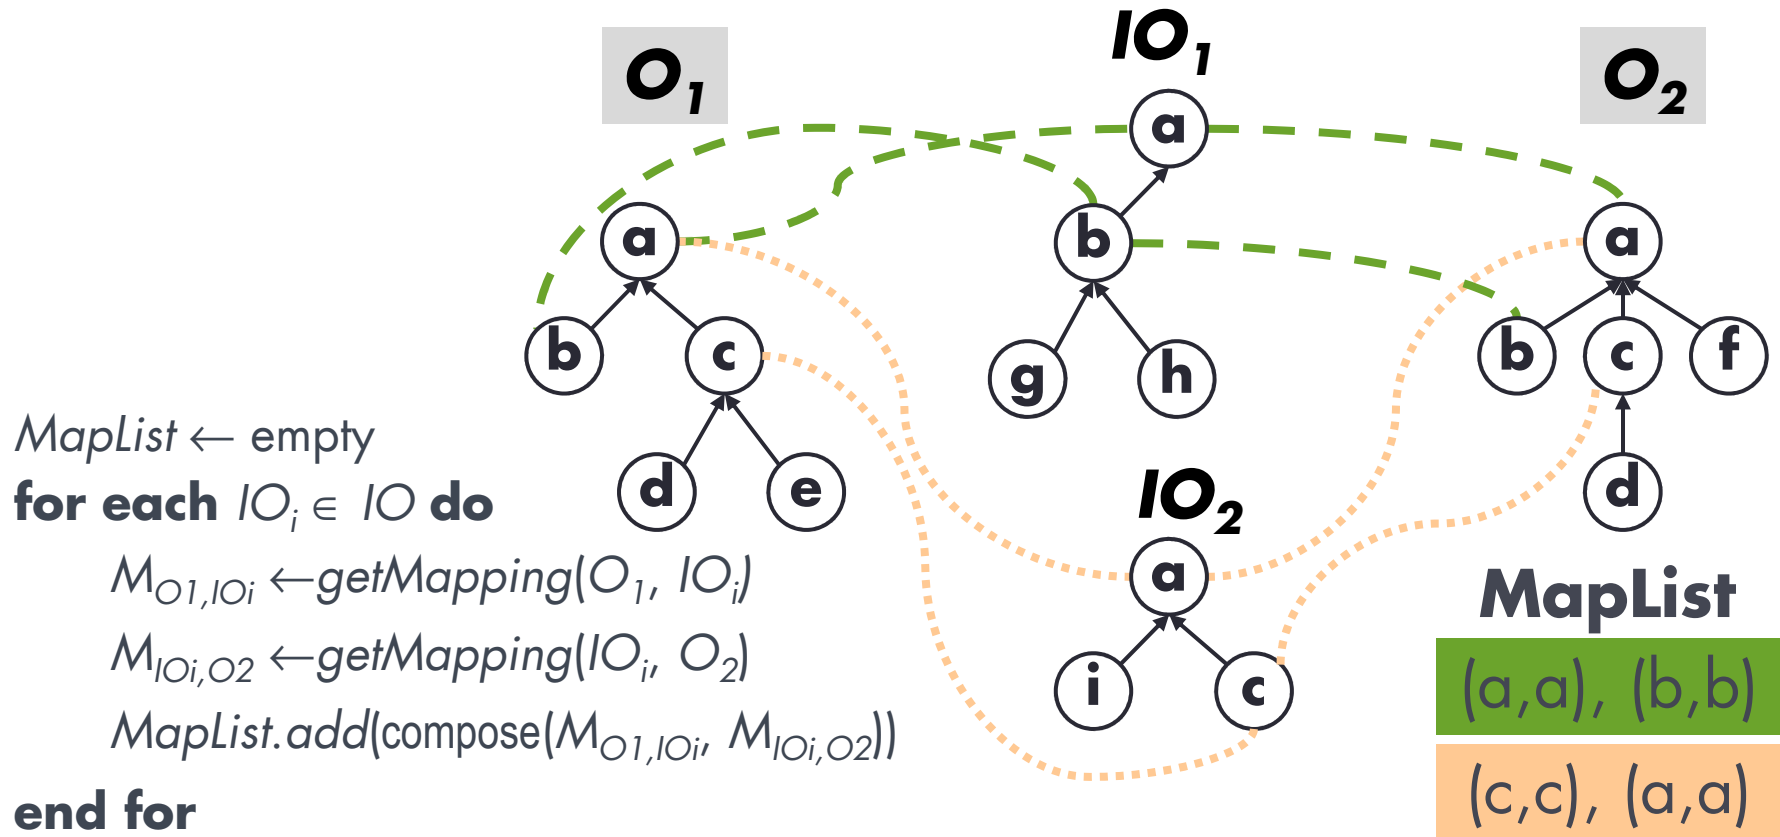 O1
IO1
O2
a
a
b
a
b
c
g
h
b
c
f
d
e
IO2
d
a
i
c
MapList ← empty
for each IOi ∈ IO do
MO1,IOi ←getMapping(O1, IOi)
MIOi,O2 ←getMapping(IOi, O2)
MapList.add(compose(MO1,IOi, MIOi,O2))
end for
MapList
(a,a), (b,b)
(c,c), (a,a)